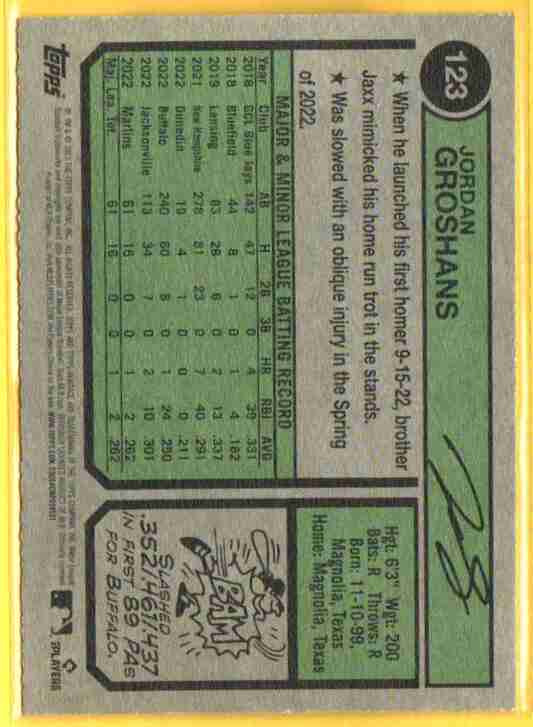 123
JORDAN
GROSHANS
★ When he launched his first homer 9-15-22, brother
Jaxx mimicked his home run trot in the stands.
★ Was slowed with an oblique injury in the Spring
of 2022.
Hgt: 6'3" Wgt: 200
Bats: R Throws: R
Born: 11-10-99,
Magnolia, Texas
Home: Magnolia, Texas
MAJOR & MINOR LEAGUE BATTING RECORD
Year Club AB H 2B 3B HR RBI AVG
2018 GCL Blue Jays 142 47 12 0 4 39 .331
2018 Bluefield 44 8 1 0 1 4 .182
2019 Lansing 83 28 6 0 2 13 .337
2021 New Hampshire 278 81 23 0 7 40 .291
2022 Dunedin 19 4 1 0 0 2 .211
2022 Buffalo 240 60 8 0 1 24 .250
2022 Jacksonville 113 34 7 0 2 10 .301
2022 Marlins 61 16 0 0 1 2 .262
Maj. Lea. Tot. 61 16 0 0 1 2 .262
BAM
SLASHED
.352/.461/.437
IN FIRST 89 PAs
FOR BUFFALO.
topps
PLAYERS